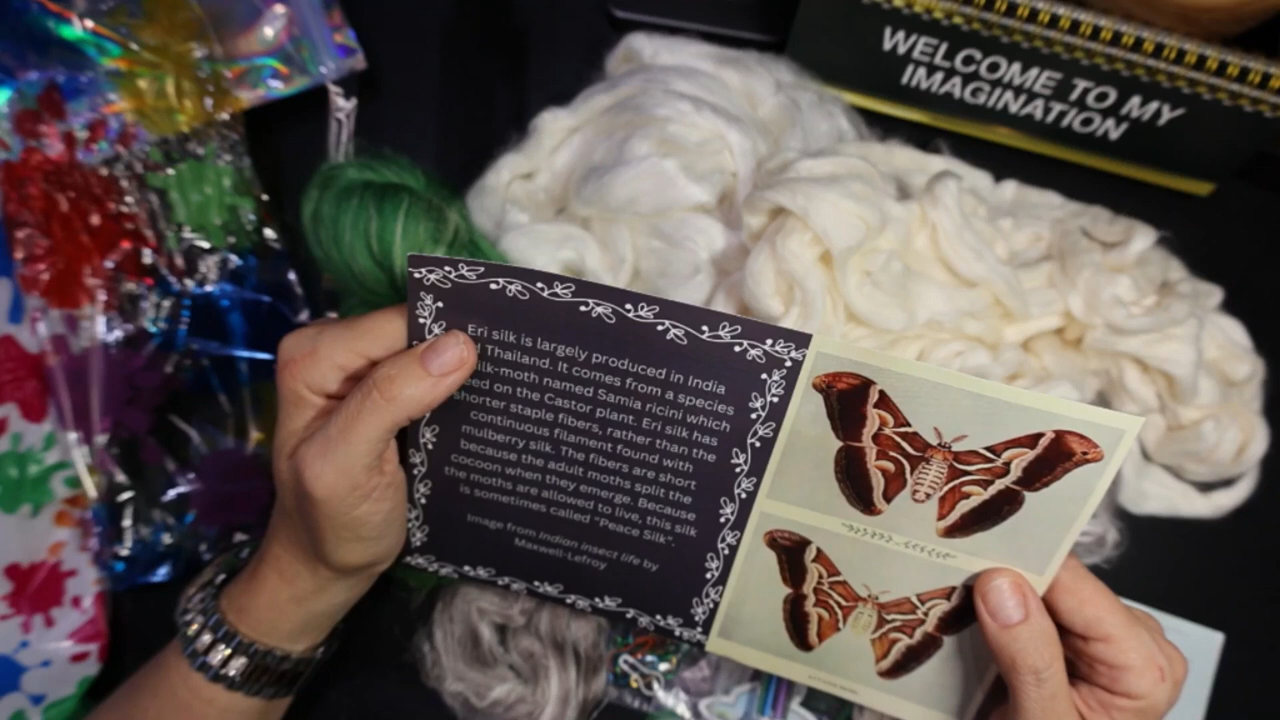 WELCOME TO MY
IMAGINATION
Eri silk is largely produced in India
Thailand. It comes from a species
silk-moth named Samia ricini which
feed on the Castor plant. Eri silk has
shorter staple fibers, rather than the
continuous filament found with
mulberry silk. The fibers are short
because the adult moths split the
cocoon when they emerge. Because
the moths are allowed to live, this silk
is sometimes called "Peace Silk".
Image from Indian insect life by
Maxwell-Lefroy